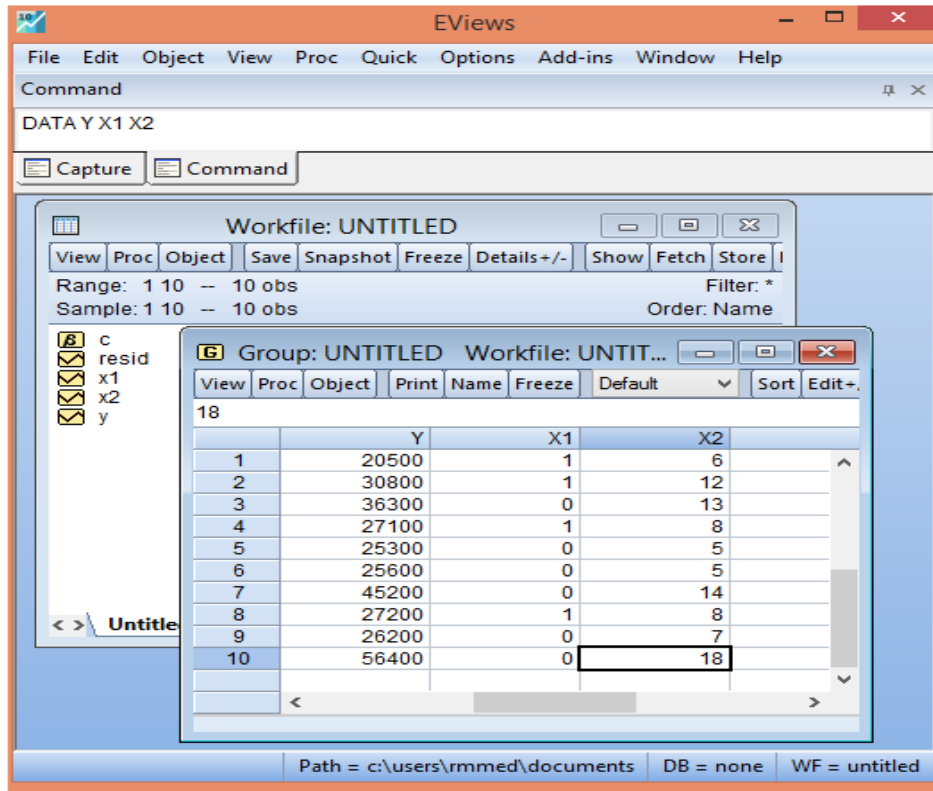 EViews
File Edit Object View Proc Quick Options Add-ins Window Help
Command
DATA Y X1 X2
Capture Command
Workfile: UNTITLED
View Proc Object Save Snapshot Freeze Details+/- Show Fetch Store
Range: 1 10 -- 10 obs Filter: *
Sample: 1 10 -- 10 obs Order: Name
c
resid
x1
x2
y
< > Untitle
Group: UNTITLED Workfile: UNTIT...
View Proc Object Print Name Freeze Default Sort Edit+
18
Y X1 X2
1 20500 1 6
2 30800 1 12
3 36300 0 13
4 27100 1 8
5 25300 0 5
6 25600 0 5
7 45200 0 14
8 27200 1 8
9 26200 0 7
10 56400 0 18
Path = c:\users\rmmed\documents DB = none WF = untitled